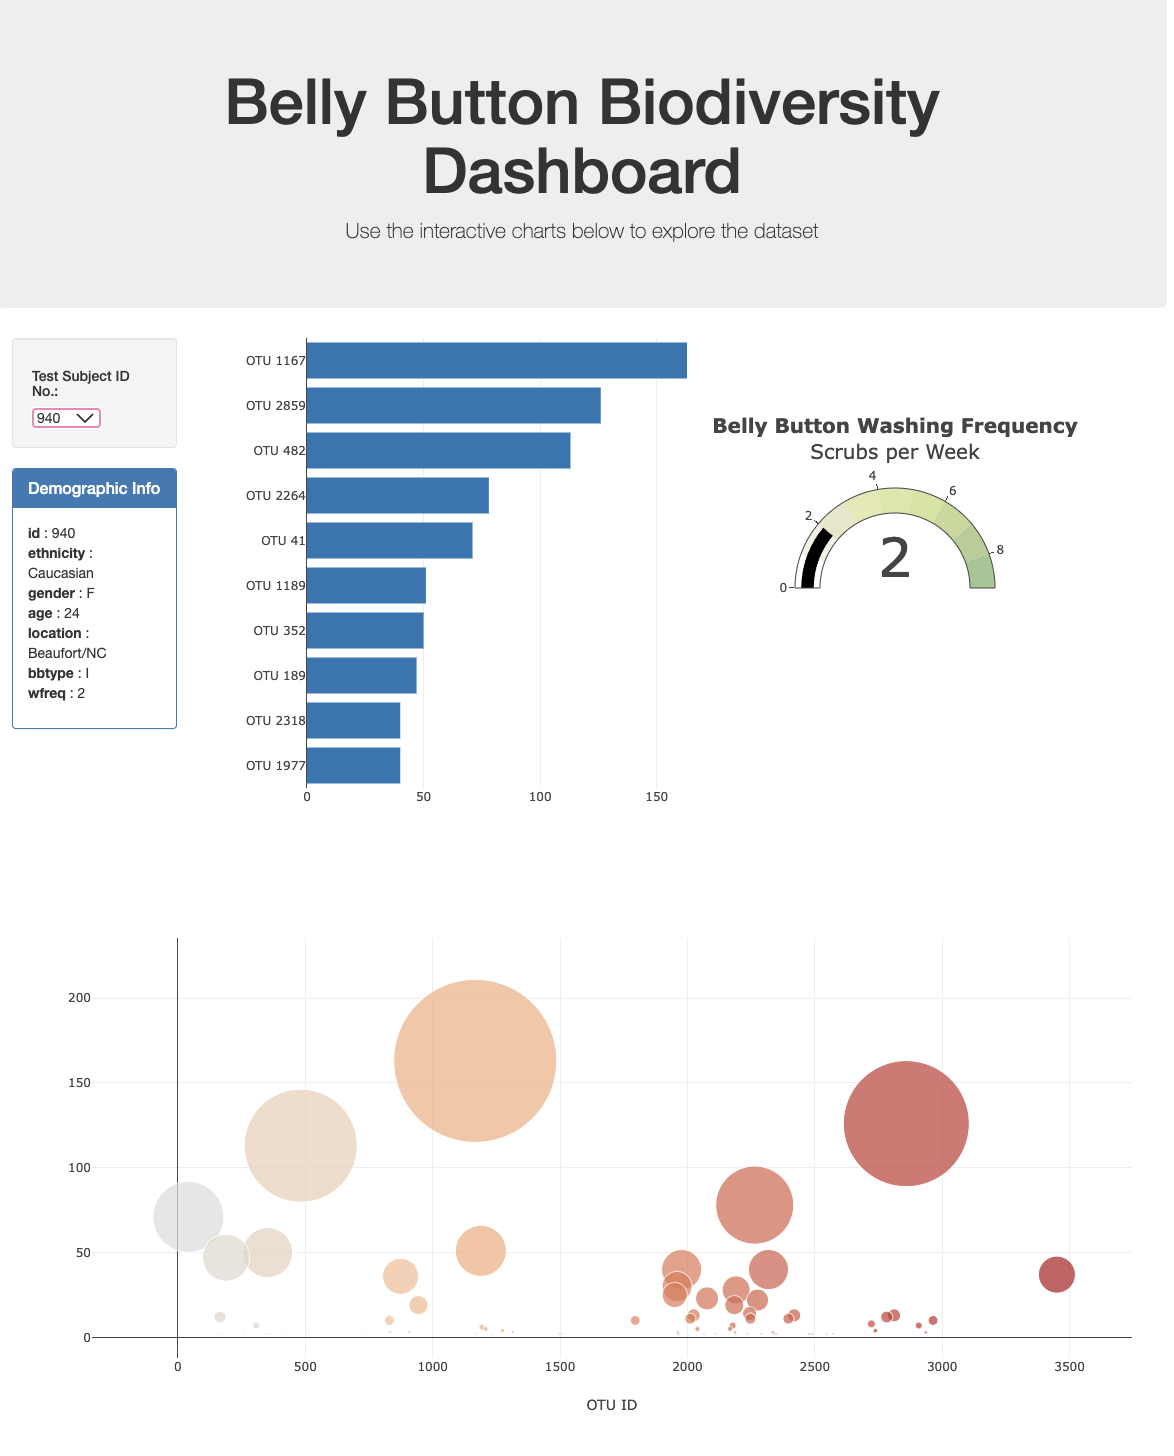 Belly Button Biodiversity
Dashboard
Use the interactive charts below to explore the dataset
Test Subject ID
No.:
940
Demographic Info
id : 940
ethnicity :
Caucasian
gender : F
age : 24
location :
Beaufort/NC
bbtype : I
wfreq : 2
OTU 1167
OTU 2859
OTU 482
OTU 2264
OTU 41
OTU 1189
OTU 352
OTU 189
OTU 2318
OTU 1977
0 50 100 150
Belly Button Washing Frequency
Scrubs per Week
0
2
4
6
8
2
200
150
100
50
0
0 500 1000 1500 2000 2500 3000 3500
OTU ID